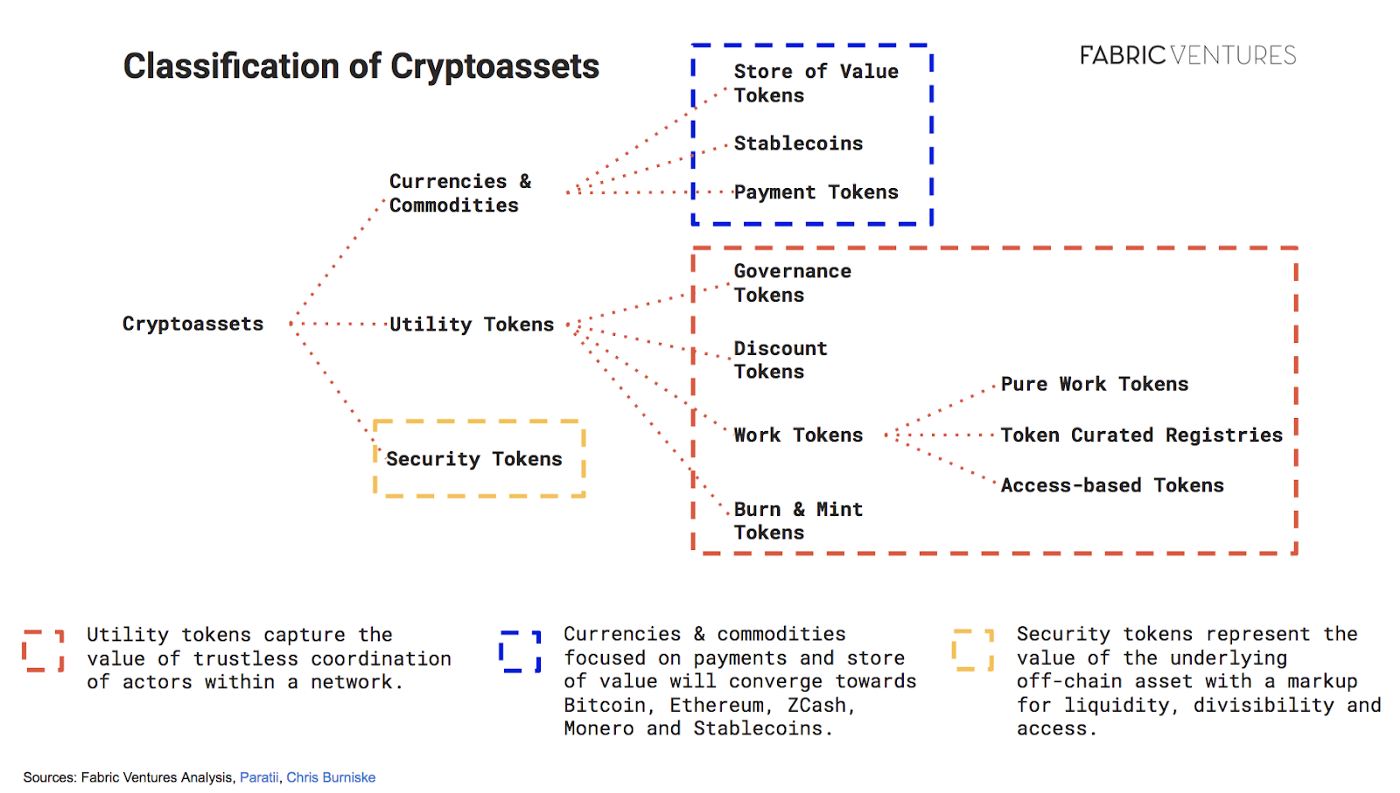 Classification of Cryptoassets
FABRIC VENTURES
Store of Value
Tokens
Stablecoins
Payment Tokens
Currencies &
Commodities
Governance
Tokens
Cryptoassets
Utility Tokens
Discount
Tokens
Pure Work Tokens
Work Tokens
Token Curated Registries
Access-based Tokens
Security Tokens
Burn & Mint
Tokens
Utility tokens capture the
value of trustless coordination
of actors within a network.
Currencies & commodities
focused on payments and store
of value will converge towards
Bitcoin, Ethereum, ZCash,
Monero and Stablecoins.
Security tokens represent the
value of the underlying
off-chain asset with a markup
for liquidity, divisibility and
access.
Sources: Fabric Ventures Analysis, Paratii, Chris Burniske